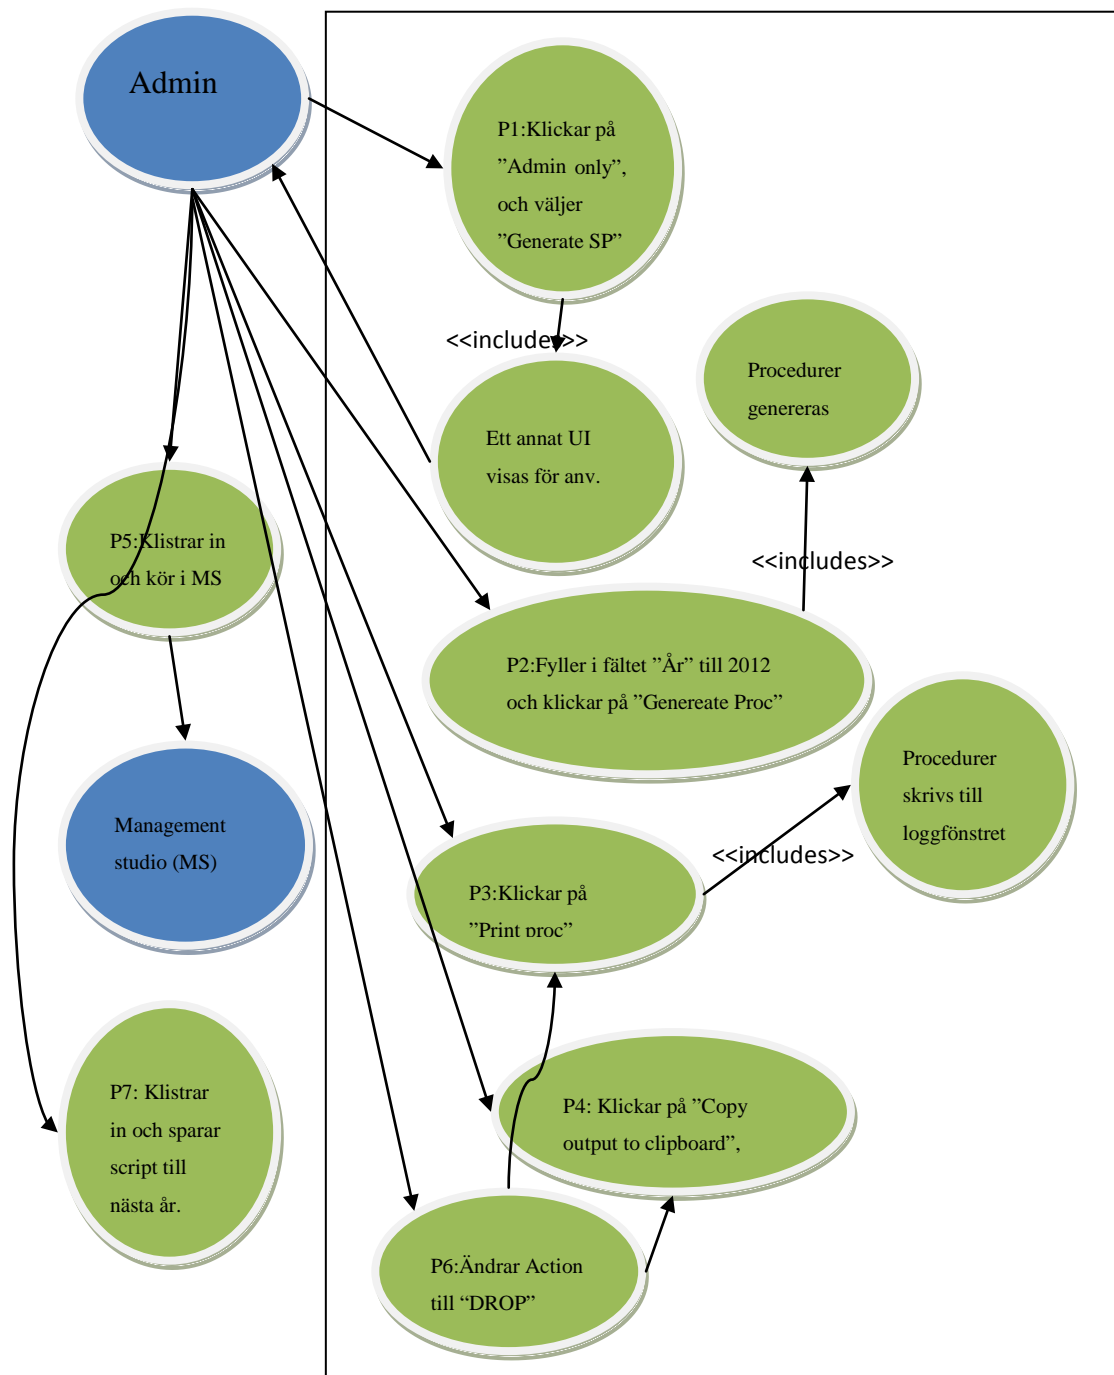 Admin
P1:Klickar på
”Admin only”,
och väljer
”Generate SP”
<<includes>>
Procedurer
genereras
Ett annat UI
visas för anv.
P5:Klistrar in
och kör i MS
<<includes>>
P2:Fyller i fältet ”År” till 2012
och klickar på ”Genereate Proc”
Procedurer
skrivs till
loggfönstret
Management
studio (MS)
<<includes>>
P3:Klickar på
”Print proc”
P7: Klistrar
in och sparar
script till
nästa år.
P4: Klickar på ”Copy
output to clipboard”,
P6:Ändrar Action
till “DROP”